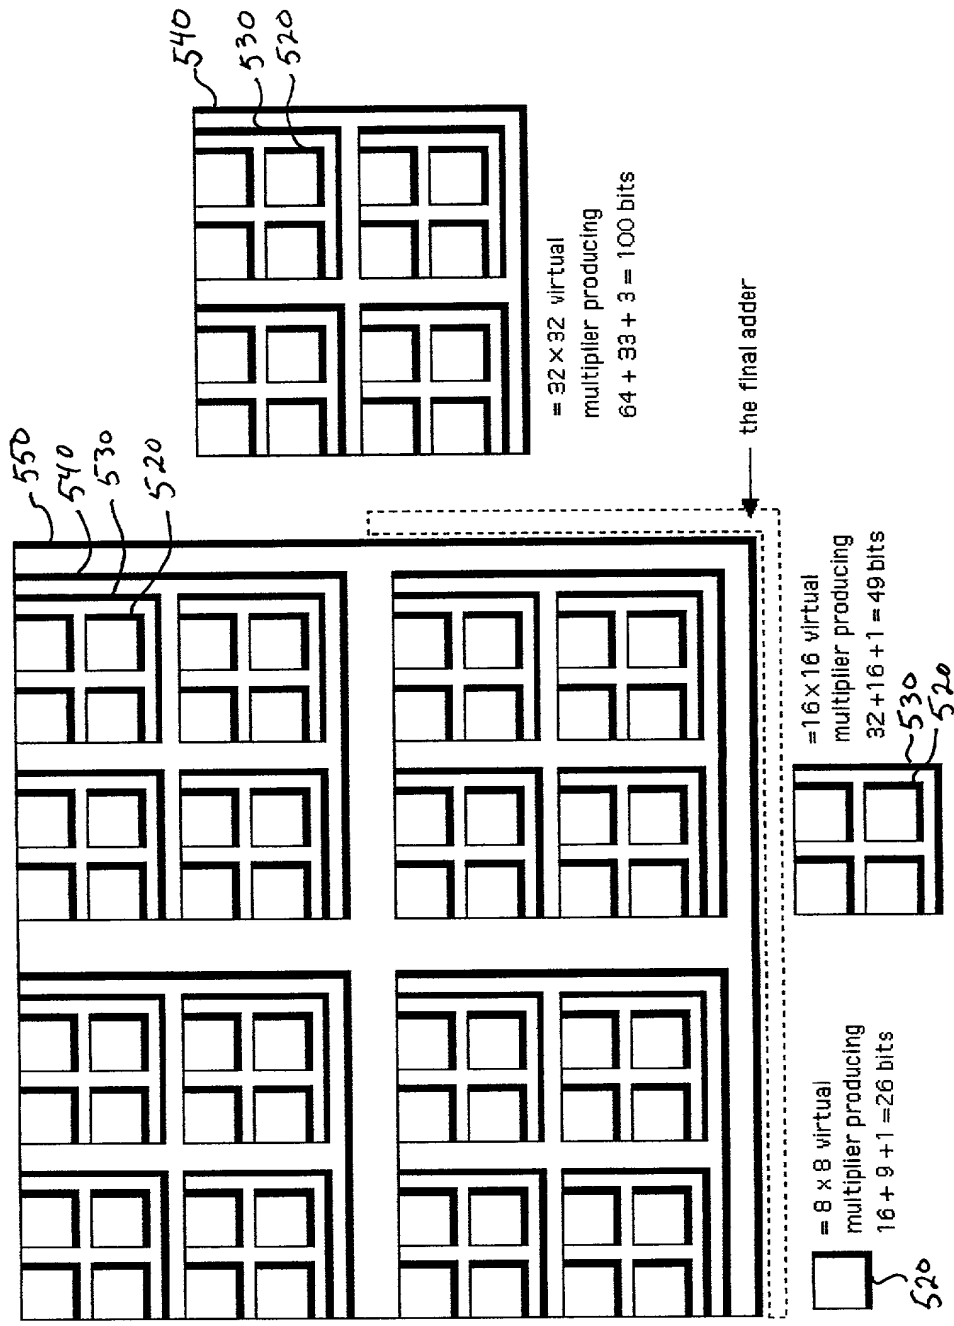 550
540
530
520
540
530
520
the final adder
= 8 × 8 virtual
multiplier producing
16 + 9 + 1 = 26 bits
520
= 16 × 16 virtual
multiplier producing
32 + 16 + 1 = 49 bits
530
520
= 32 × 32 virtual
multiplier producing
64 + 33 + 3 = 100 bits